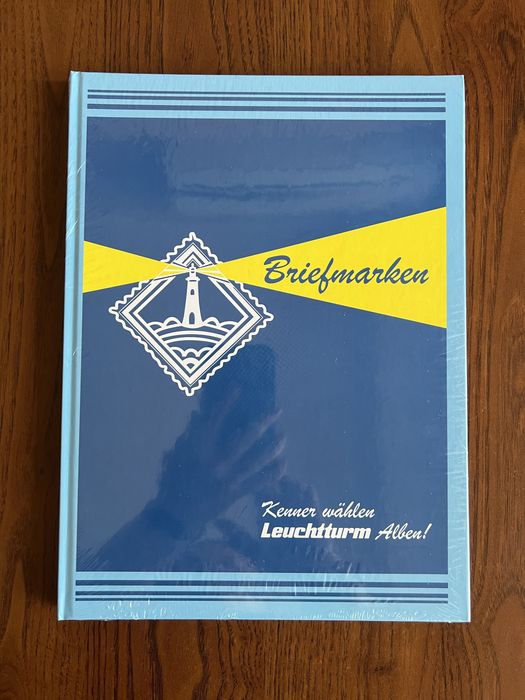 Briefmarken
Kenner wählen
Leuchtturm Alben!